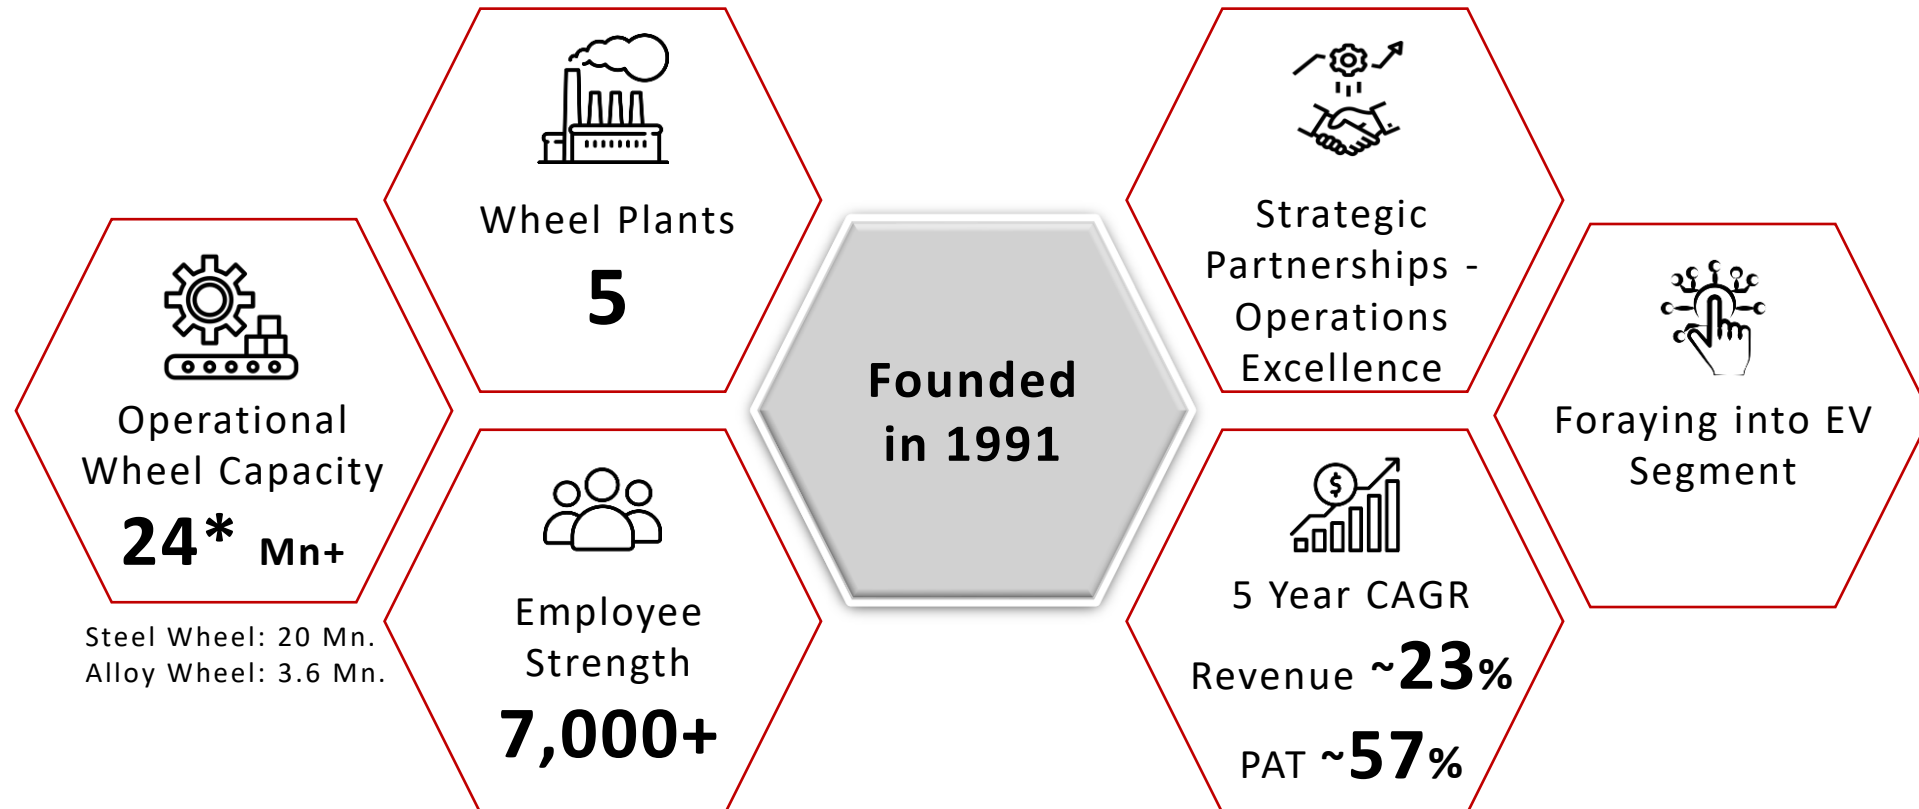 Operational
Wheel Capacity
24* Mn+
Steel Wheel: 20 Mn.
Alloy Wheel: 3.6 Mn.
Wheel Plants
5
Employee
Strength
7,000+
Founded
in 1991
Strategic
Partnerships -
Operations
Excellence
5 Year CAGR
Revenue ~23%
PAT ~57%
Foraying into EV
Segment